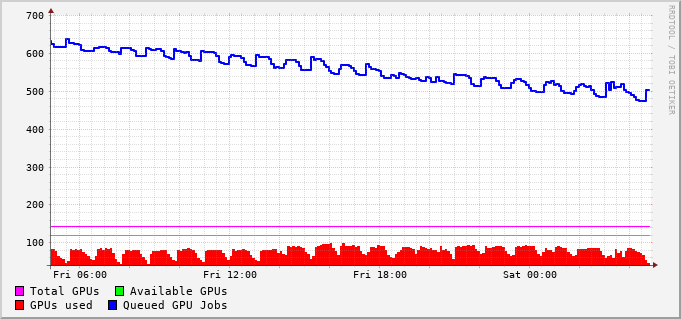 700
600
500
400
300
200
100
Fri 06:00 Fri 12:00 Fri 18:00 Sat 00:00
Total GPUs Available GPUs
GPUs used Queued GPU Jobs
RRDTOOL / TOBI OETIKER